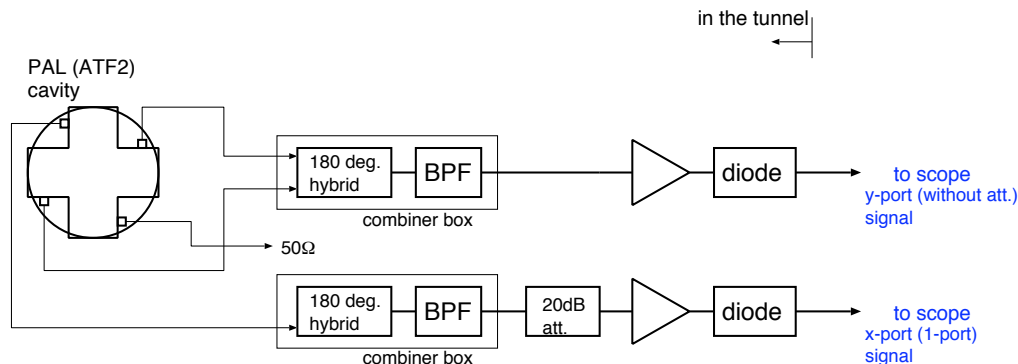 in the tunnel
PAL (ATF2)
cavity
180 deg.
hybrid
BPF
diode
to scope
y-port (without att.)
signal
combiner box
50Ω
180 deg.
hybrid
BPF
20dB
att.
diode
to scope
x-port (1-port)
signal
combiner box